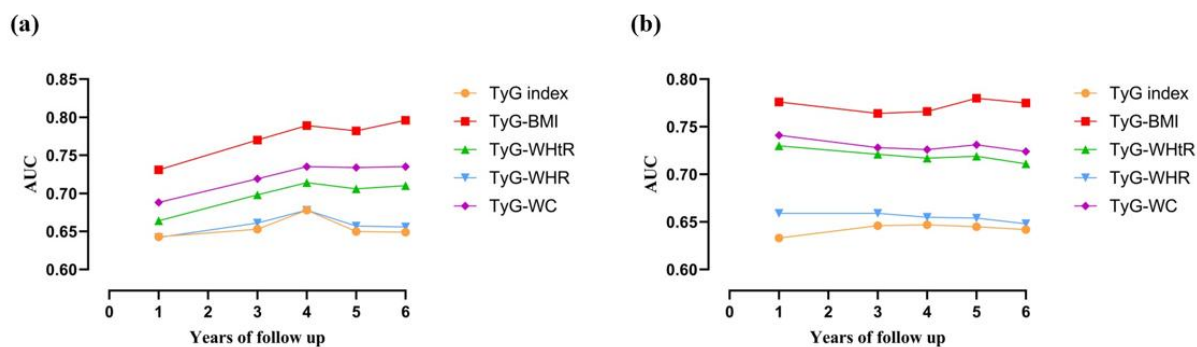 (a)
AUC
0.85
0.80
0.75
0.70
0.65
0.60
0 1 2 3 4 5 6
Years of follow up
TyG index
TyG-BMI
TyG-WHtR
TyG-WHR
TyG-WC
(b)
AUC
0.80
0.75
0.70
0.65
0.60
0 1 2 3 4 5 6
Years of follow up
TyG index
TyG-BMI
TyG-WHtR
TyG-WHR
TyG-WC